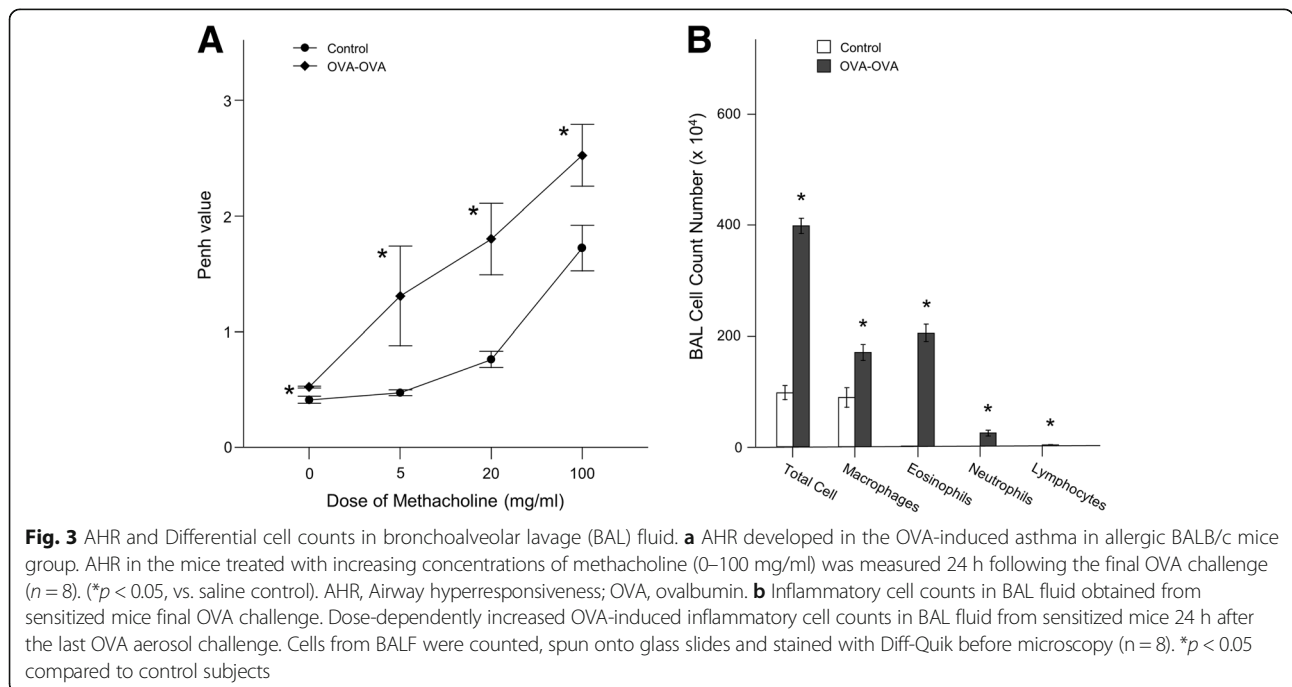 A
Control
OVA-OVA
3
2
1
0
Penh value
*
*
*
*
0 5 20 100
Dose of Methacholine (mg/ml)
B
Control
OVA-OVA
600
400
200
0
BAL Cell Count Number (x 10⁴)
*
*
*
*
*
Total Cell
Macrophages
Eosinophils
Neutrophils
Lymphocytes
Fig. 3 AHR and Differential cell counts in bronchoalveolar lavage (BAL) fluid. a AHR developed in the OVA-induced asthma in allergic BALB/c mice
group. AHR in the mice treated with increasing concentrations of methacholine (0–100 mg/ml) was measured 24 h following the final OVA challenge
(n = 8). (*p < 0.05, vs. saline control). AHR, Airway hyperresponsiveness; OVA, ovalbumin. b Inflammatory cell counts in BAL fluid obtained from
sensitized mice final OVA challenge. Dose-dependently increased OVA-induced inflammatory cell counts in BAL fluid from sensitized mice 24 h after
the last OVA aerosol challenge. Cells from BALF were counted, spun onto glass slides and stained with Diff-Quik before microscopy (n = 8). *p < 0.05
compared to control subjects